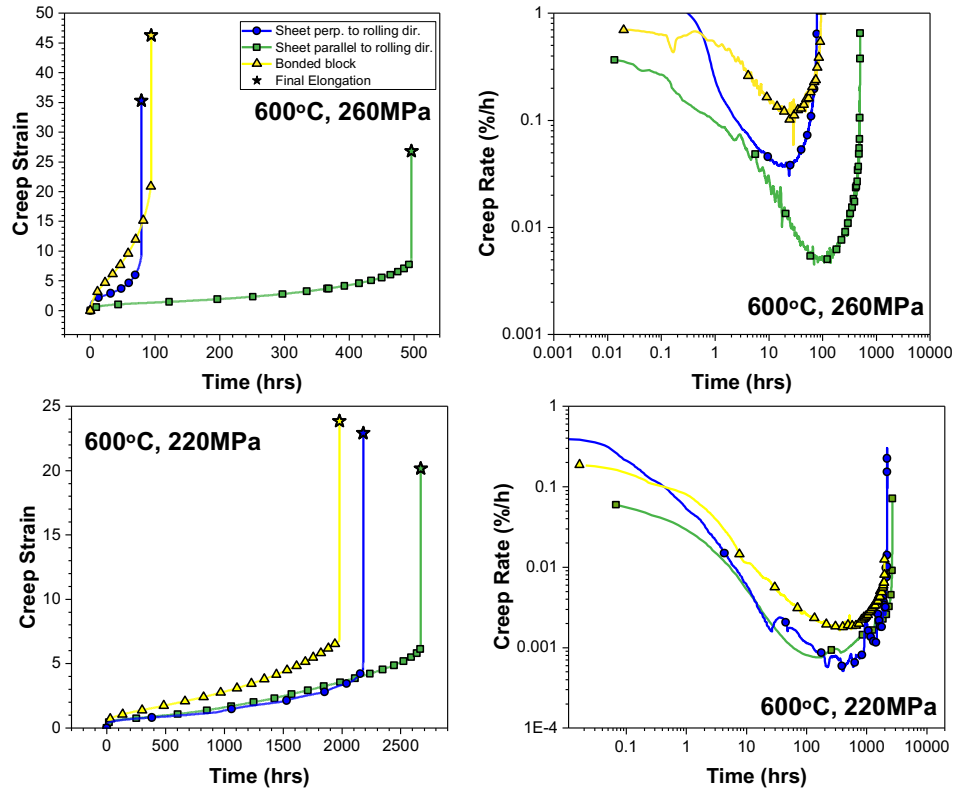 50
45
40
35
30
25
20
15
10
5
0
Creep Strain
Sheet perp. to rolling dir.
Sheet parallel to rolling dir.
Bonded block
Final Elongation
600°C, 260MPa
0 100 200 300 400 500
Time (hrs)
1
0.1
0.01
0.001
Creep Rate (%/h)
600°C, 260MPa
0.001 0.01 0.1 1 10 100 1000 10000
Time (hrs)
25
20
15
10
5
0
Creep Strain
600°C, 220MPa
0 500 1000 1500 2000 2500
Time (hrs)
1
0.1
0.01
0.001
1E-4
Creep Rate (%/h)
600°C, 220MPa
0.1 1 10 100 1000 10000
Time (hrs)